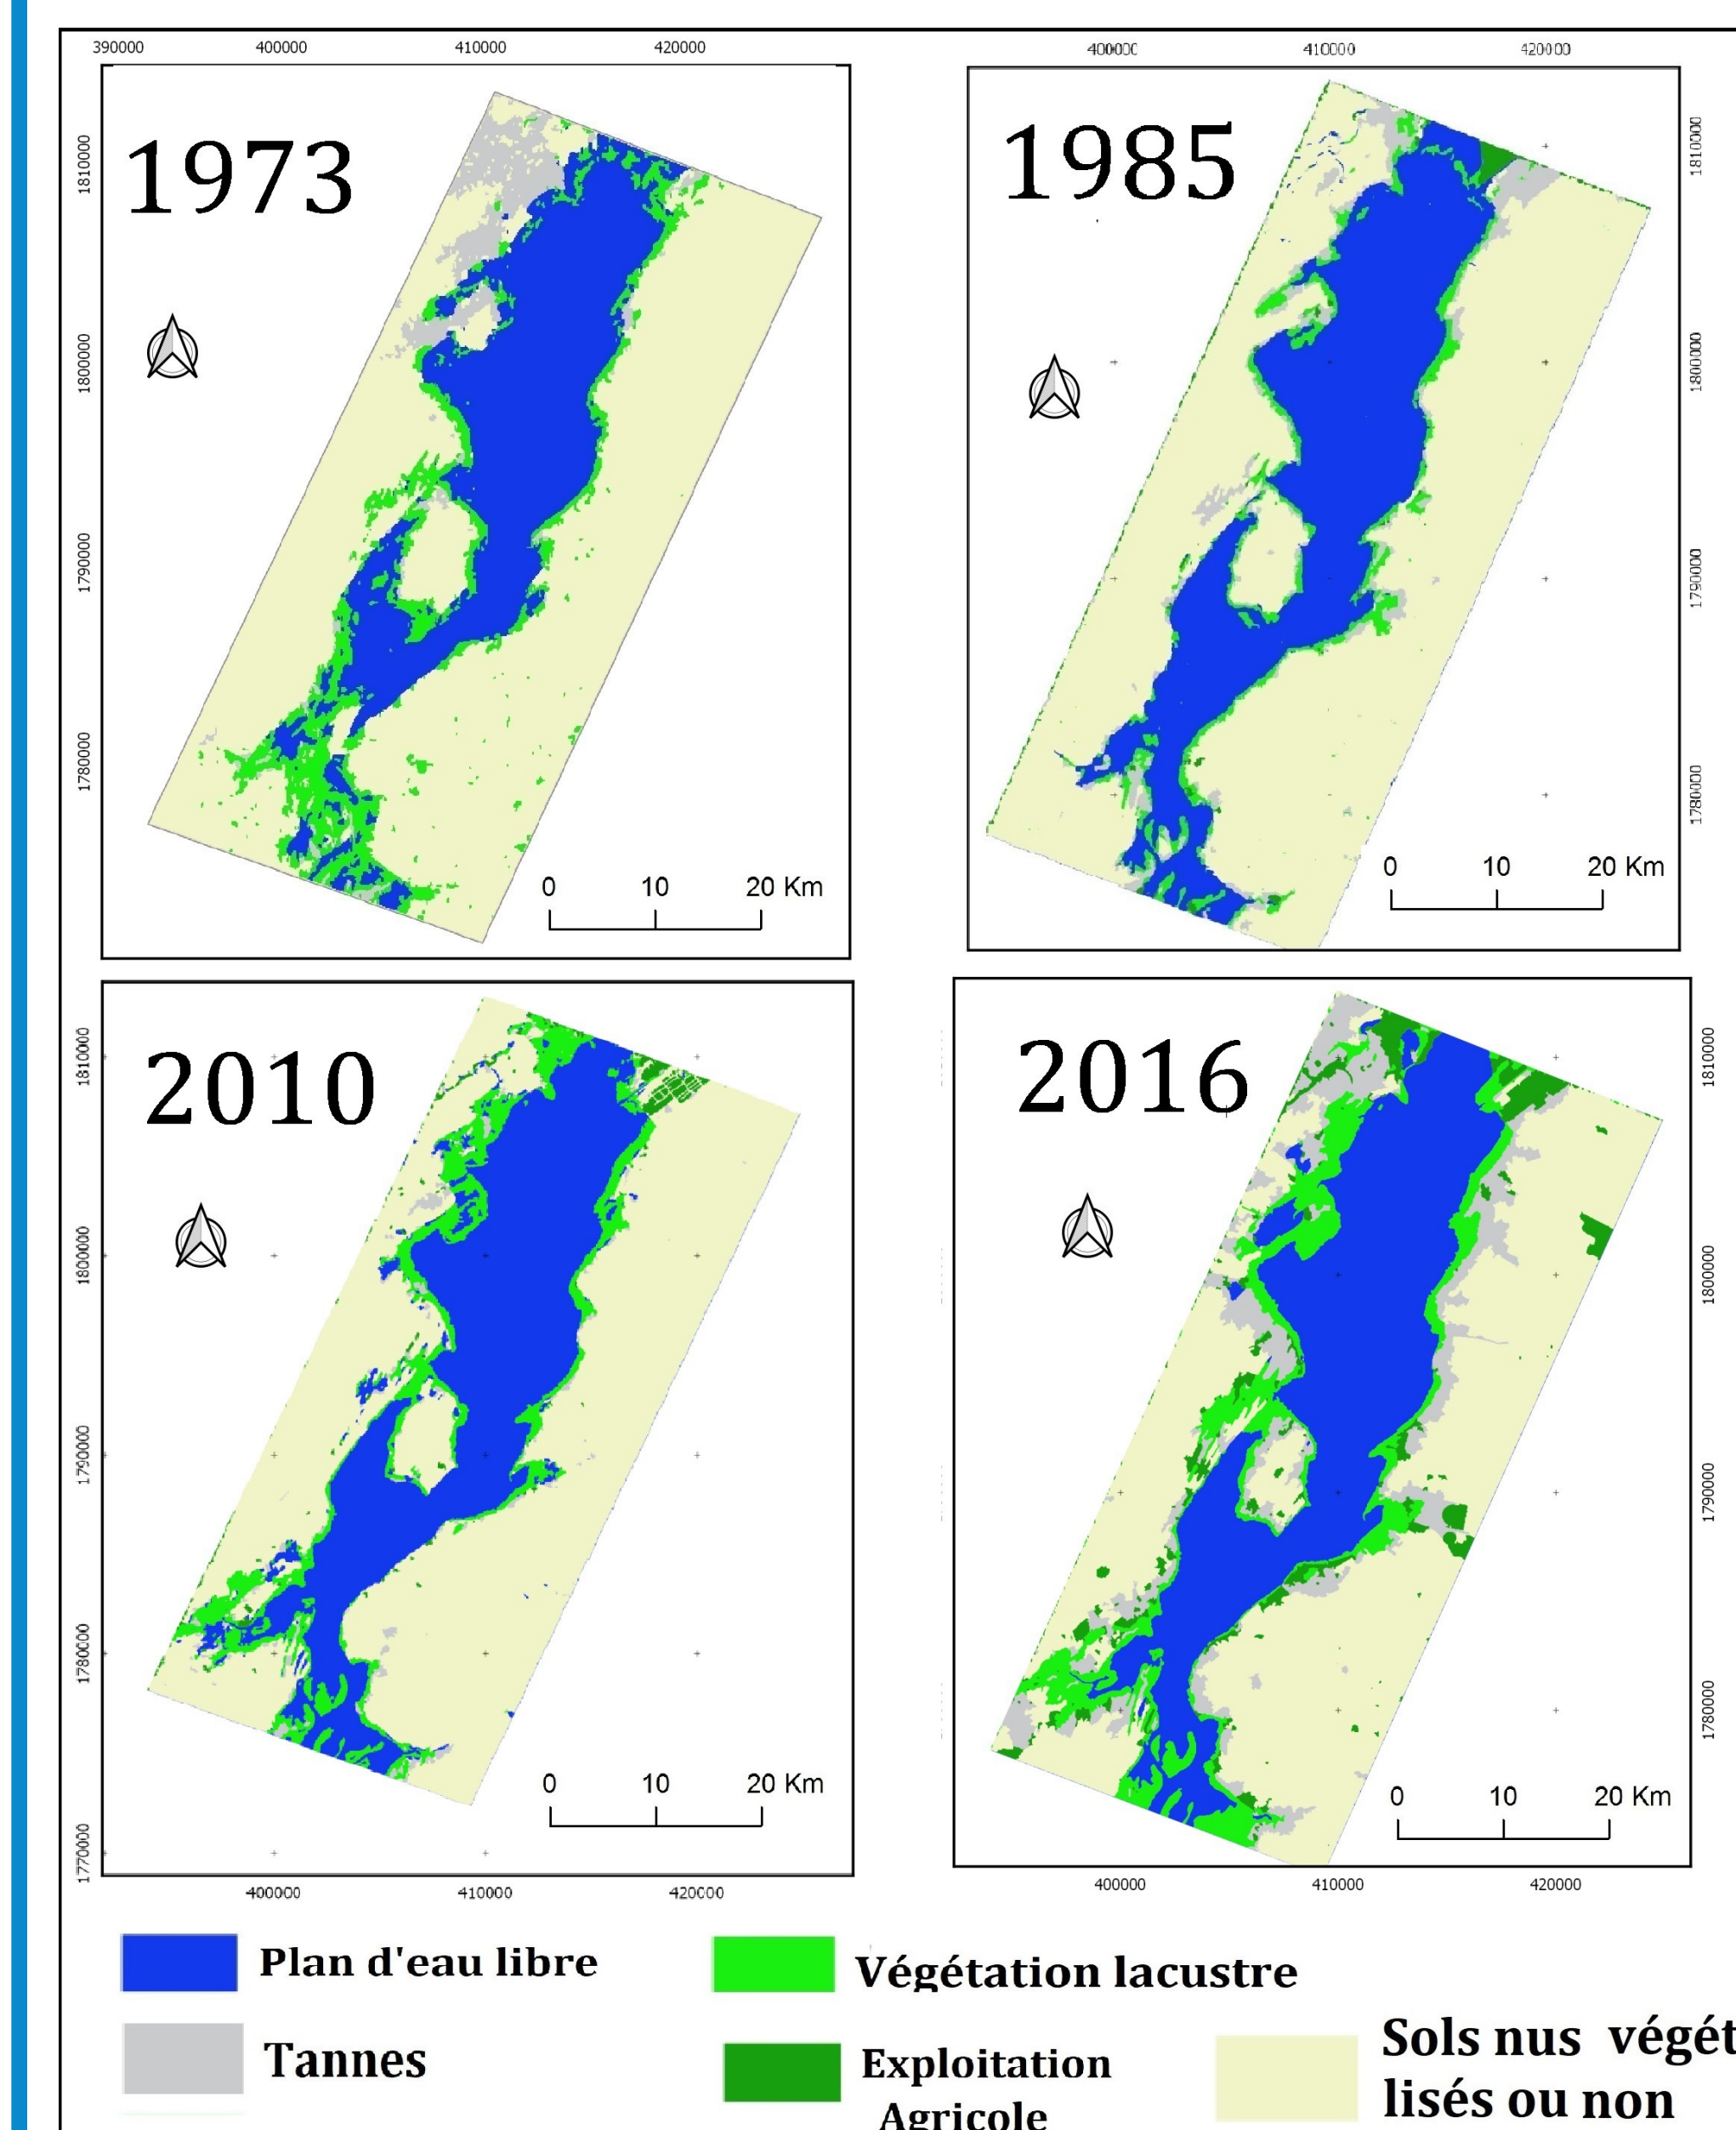 390000 400000 410000 420000
400000 410000 420000
1973
1985
1810000
1800000
1790000
1780000
1810000
1800000
1790000
1780000
0 10 20 Km
0 10 20 Km
2010
2016
1810000
1800000
1790000
1780000
1770000
1810000
1800000
1790000
1780000
0 10 20 Km
0 10 20 Km
400000 410000 420000
400000 410000 420000
Plan d'eau libre
Végétation lacustre
Tannes
Exploitation
Agricole
Sols nus végét
lisés ou non